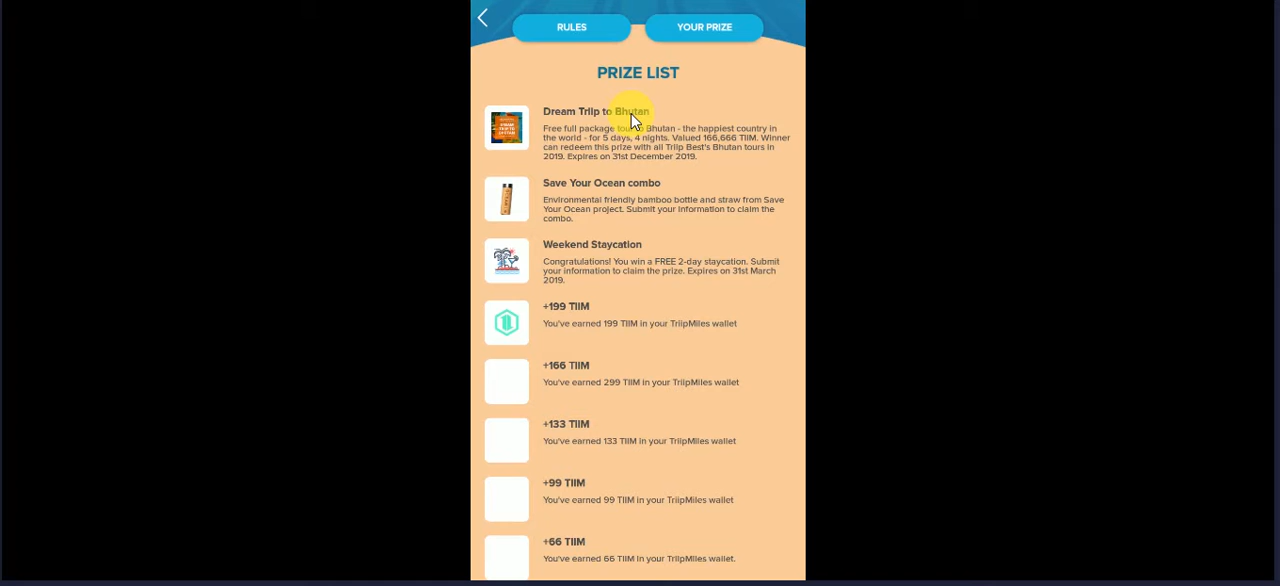 RULES
YOUR PRIZE
PRIZE LIST
Dream Triip to Bhutan
Free full package tour to Bhutan - the happiest country in
the world - for 5 days, 4 nights. Valued 166,666 TIIM. Winner
can redeem this prize with all Triip Best's Bhutan tours in
2019. Expires on 31st December 2019.
Save Your Ocean combo
Environmental friendly bamboo bottle and straw from Save
Your Ocean project. Submit your information to claim the
combo.
Weekend Staycation
Congratulations! You win a FREE 2-day staycation. Submit
your information to claim the prize. Expires on 31st March
2019.
+199 TIIM
You've earned 199 TIIM in your TriipMiles wallet
+166 TIIM
You've earned 299 TIIM in your TriipMiles wallet
+133 TIIM
You've earned 133 TIIM in your TriipMiles wallet
+99 TIIM
You've earned 99 TIIM in your TriipMiles wallet
+66 TIIM
You've earned 66 TIIM in your TriipMiles wallet.